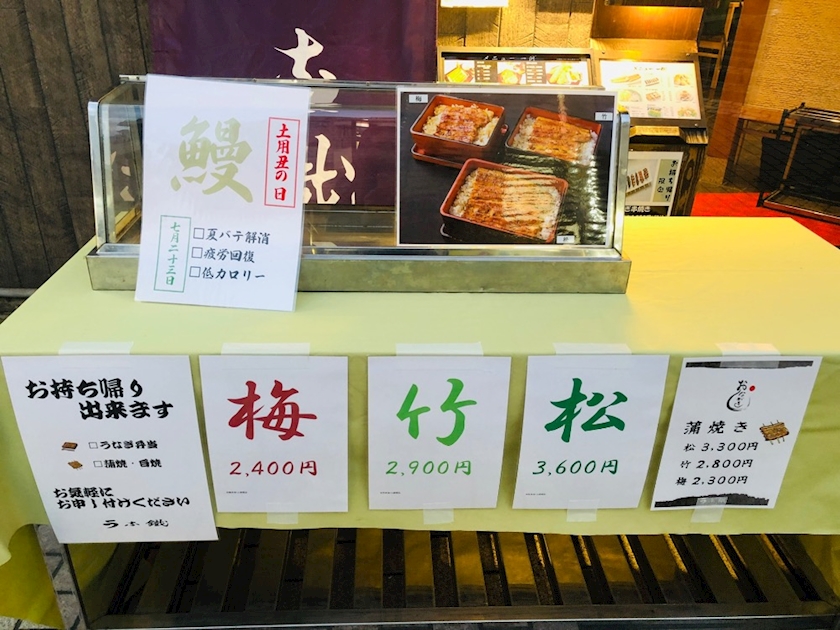 鰻
土用丑の日
七月二十三日
□夏バテ解消
□疲労回復
□低カロリー
梅
竹
お持ち帰り
出来ます
□うなぎ弁当
□蒲焼・白焼
お気軽に
お申し付けください
梅
2,400円
竹
2,900円
松
3,600円
蒲焼き
松 3,300円
竹 2,800円
梅 2,300円